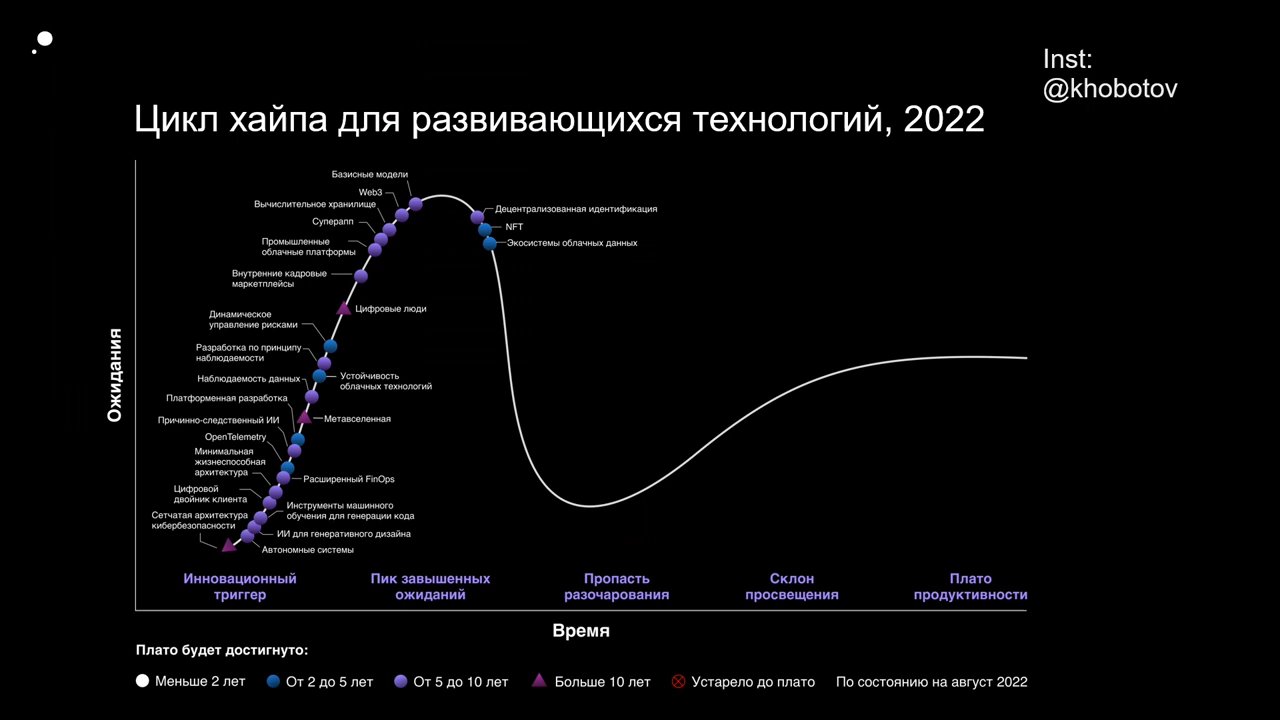 Inst:
@khobotov
Цикл хайпа для развивающихся технологий, 2022
Базисные модели
Web3
Вычислительное хранилище
Суперапп
Промышленные
облачные платформы
Внутренние кадровые
маркетплейсы
Динамическое
управление рисками
Разработка по принципу
наблюдаемости
Наблюдаемость данных
Платформенная разработка
Причинно-следственный ИИ
OpenTelemetry
Минимальная
жизнеспособная
архитектура
Цифровой
двойник клиента
Сетчатая архитектура
кибербезопасности
Децентрализованная идентификация
NFT
Экосистемы облачных данных
Цифровые люди
Устойчивость
облачных технологий
Метавселенная
Расширенный FinOps
Инструменты машинного
обучения для генерации кода
ИИ для генеративного дизайна
Автономные системы
Ожидания
Инновационный
триггер
Пик завышенных
ожиданий
Пропасть
разочарования
Склон
просвещения
Плато
продуктивности
Время
Плато будет достигнуто:
Меньше 2 лет
От 2 до 5 лет
От 5 до 10 лет
Больше 10 лет
Устарело до плато
По состоянию на август 2022